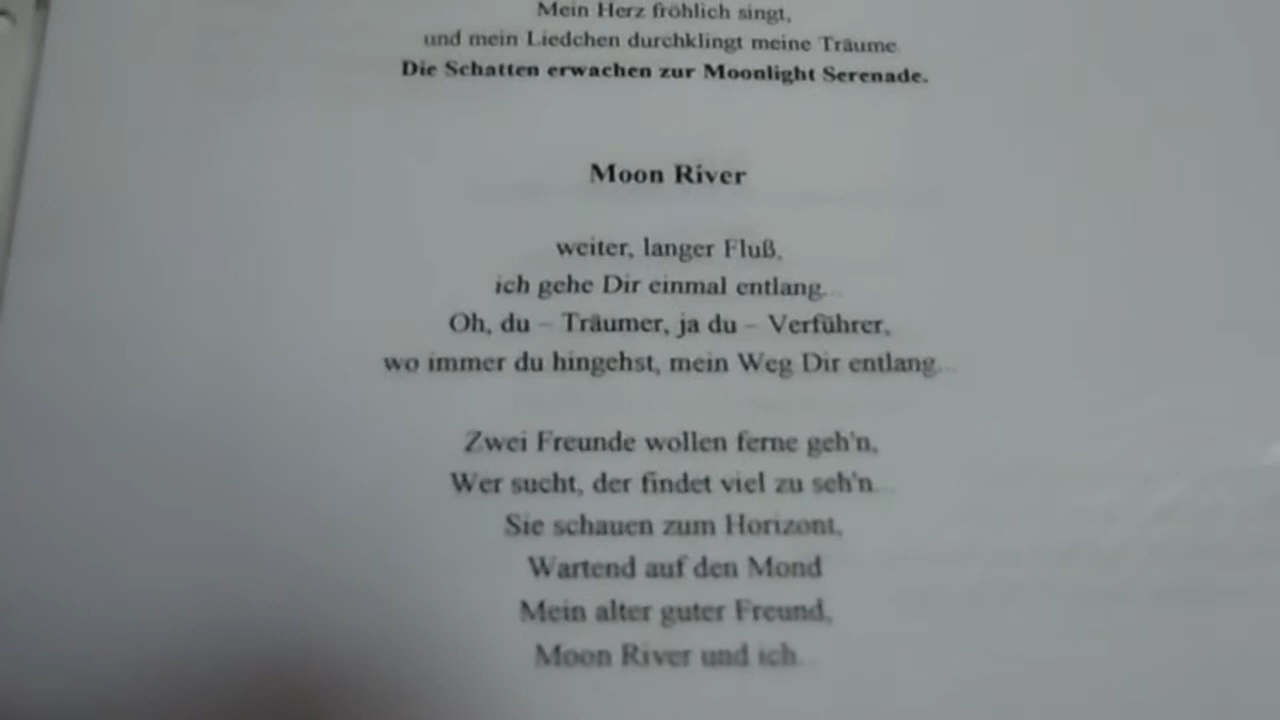 Mein Herz fröhlich singt,
und mein Liedchen durchklingt meine Träume
Die Schatten erwachen zur Moonlight Serenade.
Moon River
weiter, langer Fluß,
ich gehe Dir einmal entlang...
Oh, du – Träumer, ja du – Verführer,
wo immer du hingehst, mein Weg Dir entlang...
Zwei Freunde wollen ferne geh'n,
Wer sucht, der findet viel zu seh'n...
Sie schauen zum Horizont,
Wartend auf den Mond
Mein alter guter Freund,
Moon River und ich...